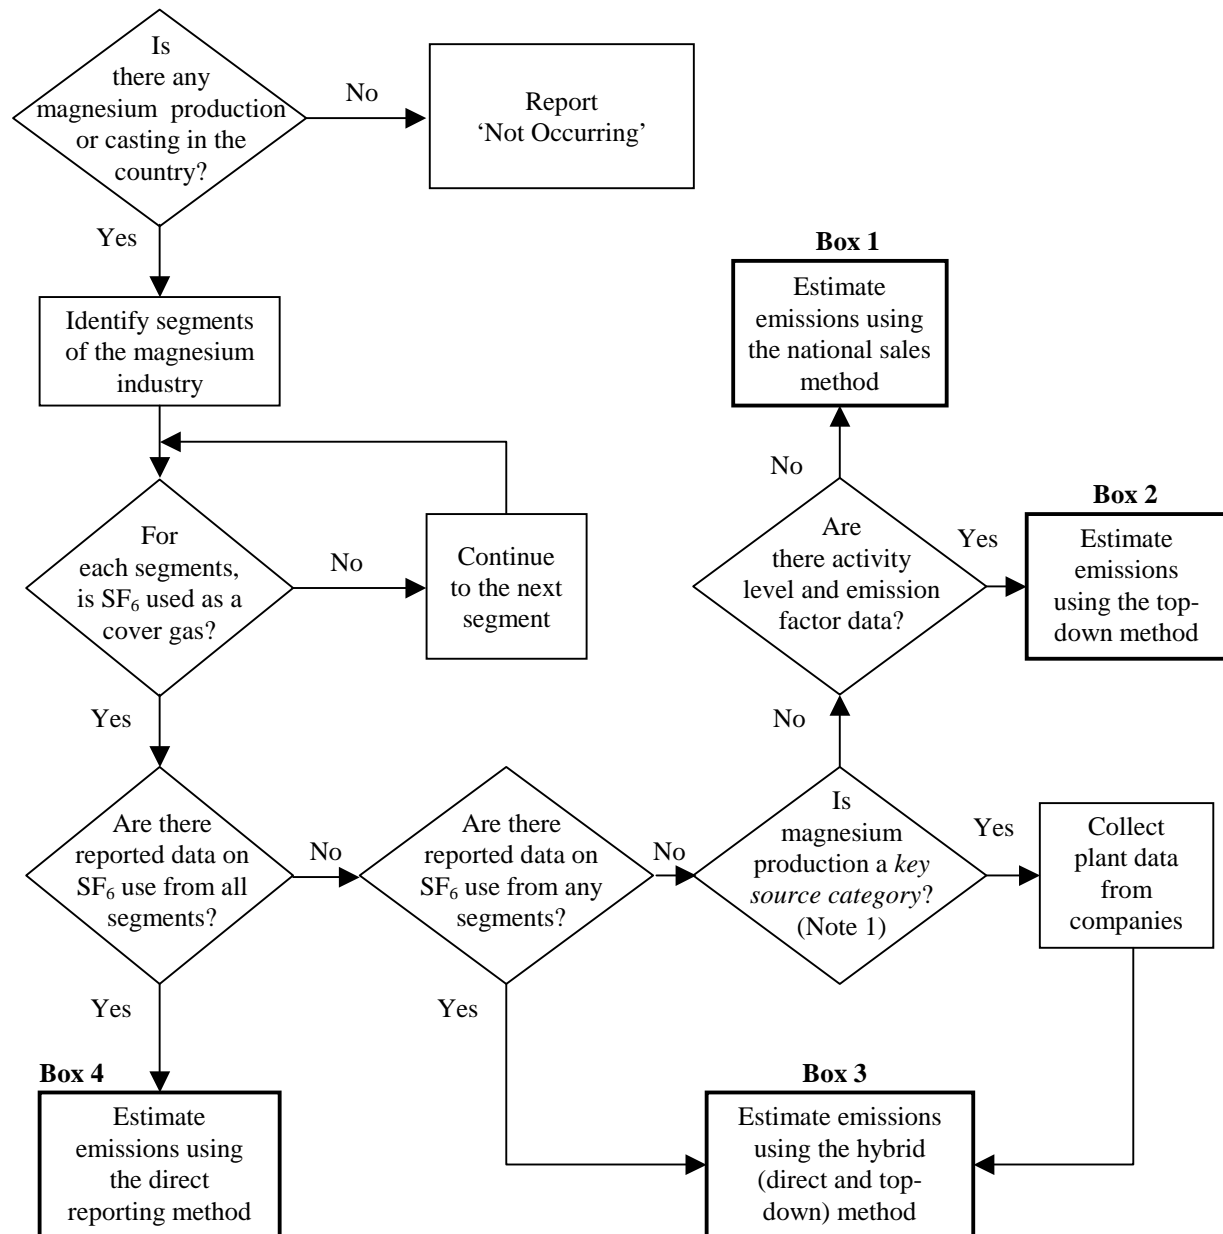 Is
there any
magnesium production
or casting in the
country?
No
Report
‘Not Occurring’
Yes
Identify segments
of the magnesium
industry
For
each segments,
is SF₆ used as a
cover gas?
No
Continue
to the next
segment
Yes
Are there
reported data on
SF₆ use from all
segments?
No
Are there
reported data on
SF₆ use from any
segments?
No
Is
magnesium
production a key
source category?
(Note 1)
Yes
Collect
plant data
from
companies
No
Are
there activity
level and emission
factor data?
No
Box 1
Estimate
emissions using
the national sales
method
Yes
Box 2
Estimate
emissions
using the top-
down method
Yes
Box 4
Estimate
emissions using
the direct
reporting method
Yes
Box 3
Estimate emissions
using the hybrid
(direct and top-
down) method